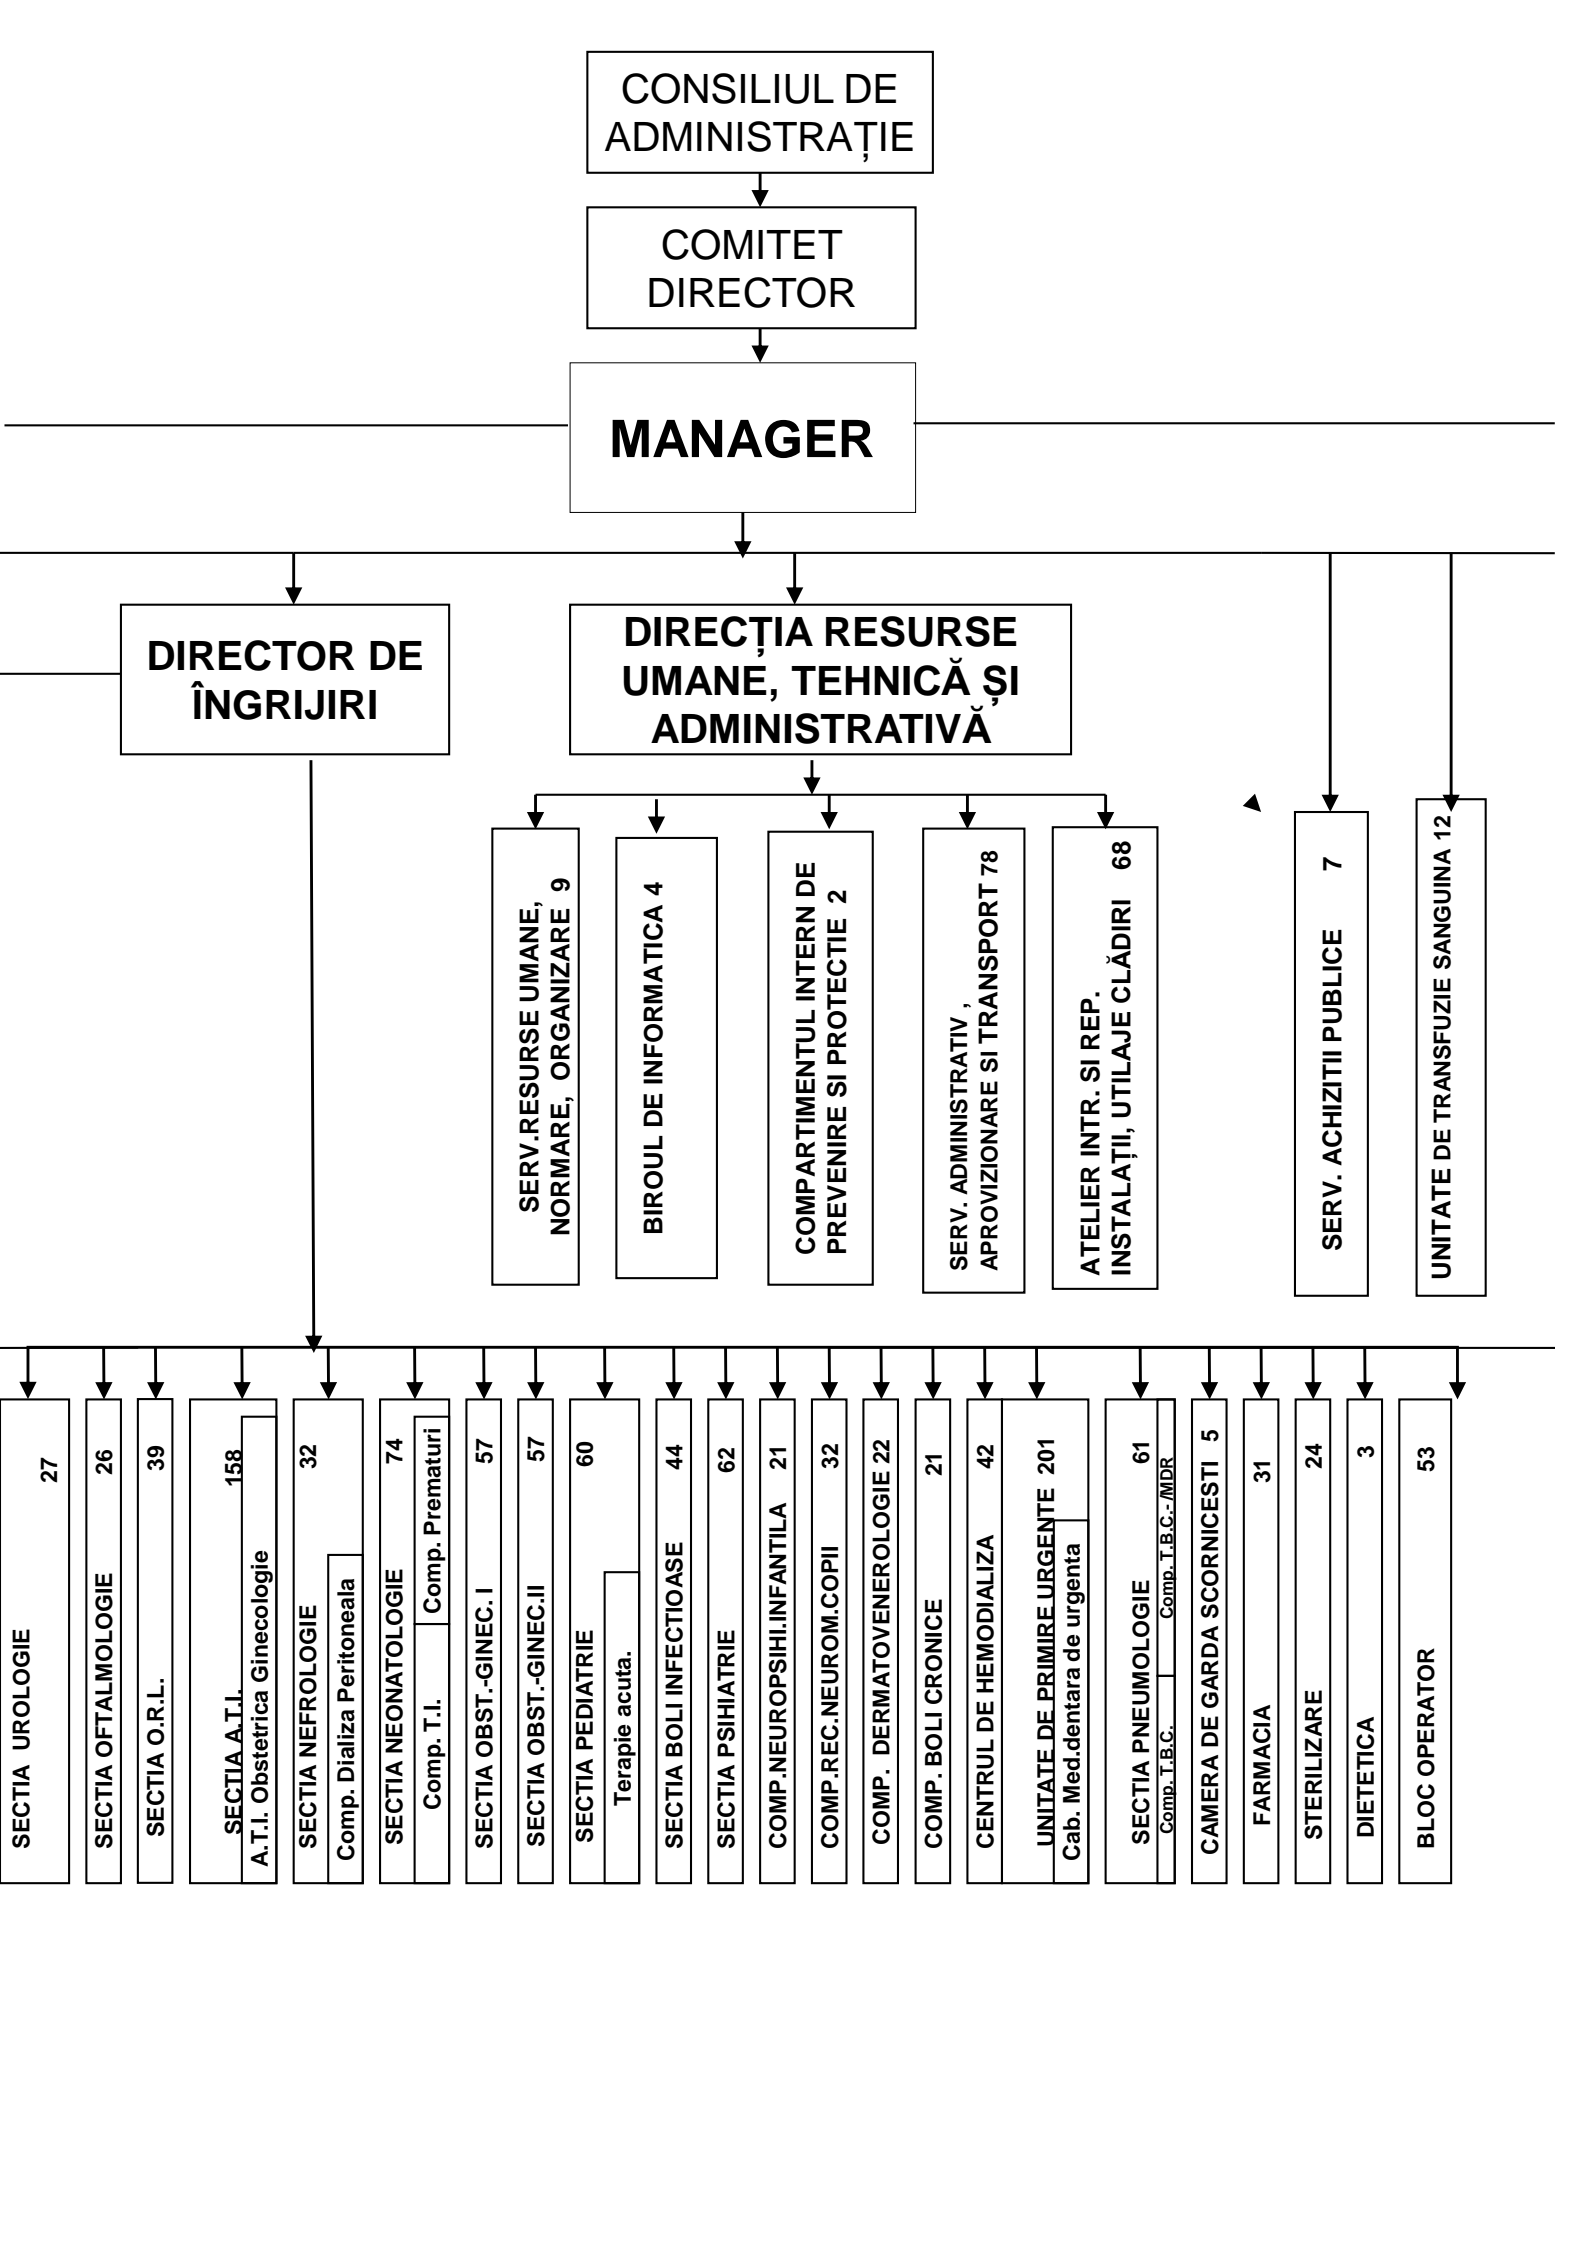 CONSILIUL DE
ADMINISTRAȚIE
COMITET
DIRECTOR
MANAGER
DIRECTOR DE
ÎNGRIJIRI
DIRECȚIA RESURSE
UMANE, TEHNICĂ ȘI
ADMINISTRATIVĂ
SERV.RESURSE UMANE,
NORMARE, ORGANIZARE 9
BIROUL DE INFORMATICA 4
COMPARTIMENTUL INTERN DE
PREVENIRE SI PROTECTIE 2
SERV. ADMINISTRATIV ,
APROVIZIONARE SI TRANSPORT 78
ATELIER INTR. SI REP.
INSTALAȚII, UTILAJE CLĂDIRI 68
SERV. ACHIZITII PUBLICE 7
UNITATE DE TRANSFUZIE SANGUINA 12
SECTIA UROLOGIE 27
SECTIA OFTALMOLOGIE 26
SECTIA O.R.L. 39
SECTIA A.T.I. 158
A.T.I. Obstetrica Ginecologie
SECTIA NEFROLOGIE 32
Comp. Dializa Peritoneala
SECTIA NEONATOLOGIE 74
Comp. T.I.
Comp. Prematuri
SECTIA OBST.-GINEC. I 57
SECTIA OBST.-GINEC.II 57
SECTIA PEDIATRIE 60
Terapie acuta.
SECTIA BOLI INFECTIOASE 44
SECTIA PSIHIATRIE 62
COMP.NEUROPSIHI.INFANTILA 21
COMP.REC.NEUROM.COPII 32
COMP. DERMATOVENEROLOGIE 22
COMP. BOLI CRONICE 21
CENTRUL DE HEMODIALIZA 42
UNITATE DE PRIMIRE URGENTE 201
Cab. Med.dentara de urgenta
SECTIA PNEUMOLOGIE 61
Comp. T.B.C.
Comp. T.B.C.- /MDR
CAMERA DE GARDA SCORNICESTI 5
FARMACIA 31
STERILIZARE 24
DIETETICA 3
BLOC OPERATOR 53